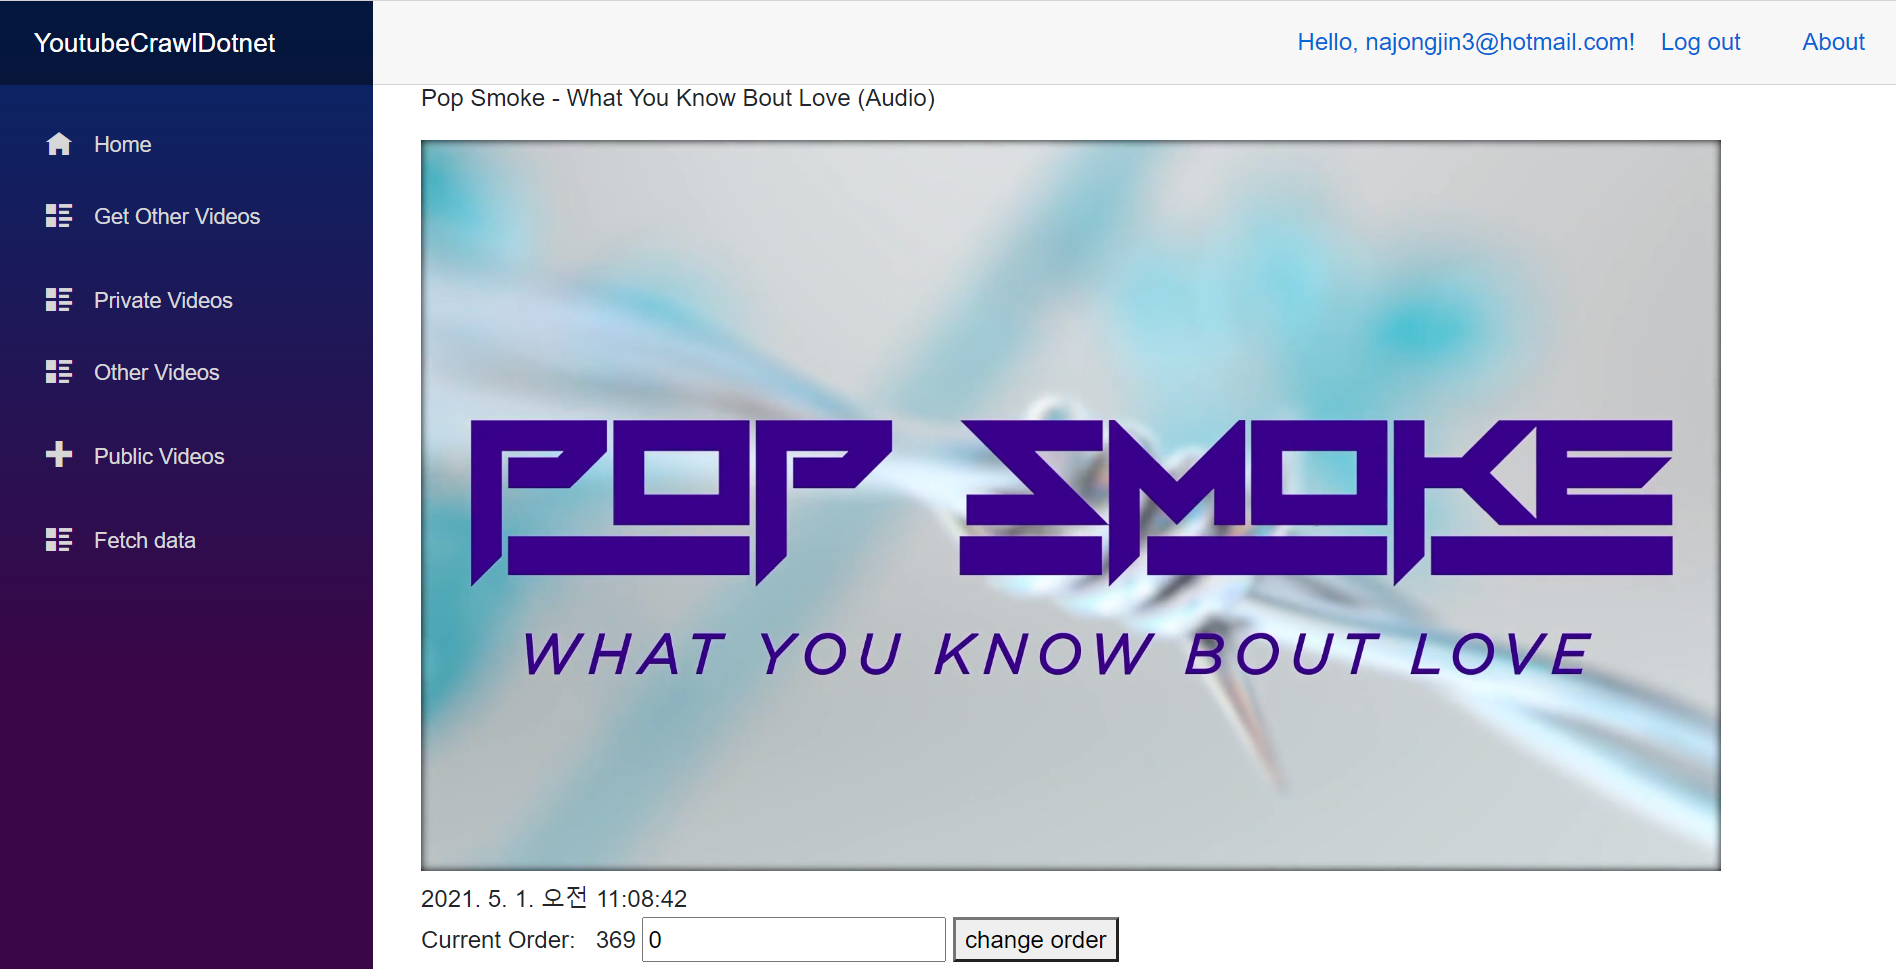 YoutubeCrawlDotnet
Hello, najongjin3@hotmail.com! Log out About
Home
Get Other Videos
Private Videos
Other Videos
Public Videos
Fetch data
Pop Smoke - What You Know Bout Love (Audio)
POP SMOKE
WHAT YOU KNOW BOUT LOVE
2021. 5. 1. 오전 11:08:42
Current Order: 369 0 change order